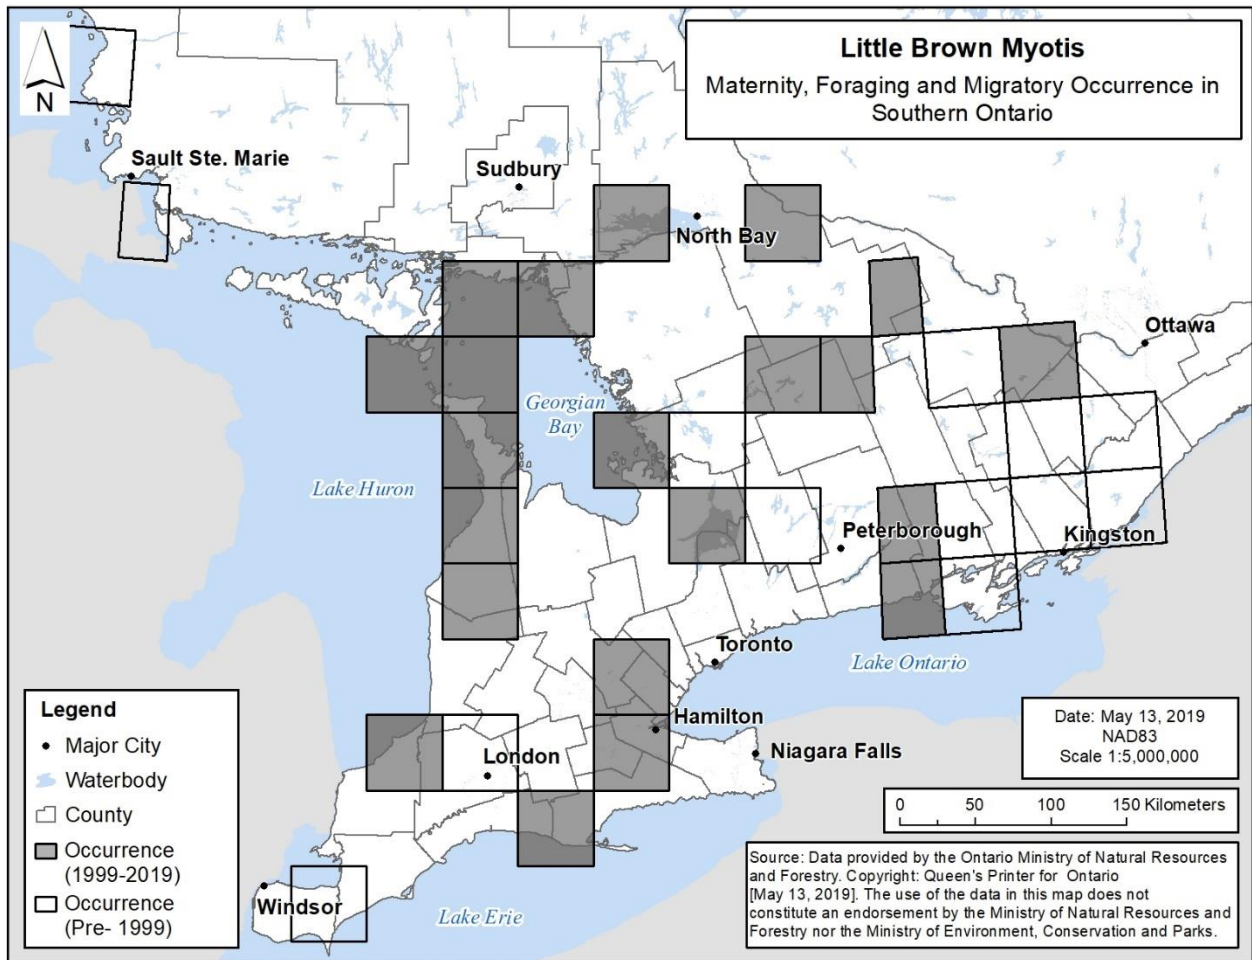 Little Brown Myotis
Maternity, Foraging and Migratory Occurrence in
Southern Ontario
N
Sault Ste. Marie
Sudbury
North Bay
Ottawa
Georgian
Bay
Lake Huron
Peterborough
Kingston
Toronto
Lake Ontario
Hamilton
Niagara Falls
London
Windsor
Lake Erie
Legend
Major City
Waterbody
County
Occurrence
(1999-2019)
Occurrence
(Pre- 1999)
Date: May 13, 2019
NAD83
Scale 1:5,000,000
0 50 100 150 Kilometers
Source: Data provided by the Ontario Ministry of Natural Resources
and Forestry. Copyright: Queen's Printer for Ontario
[May 13, 2019]. The use of the data in this map does not
constitute an endorsement by the Ministry of Natural Resources and
Forestry nor the Ministry of Environment, Conservation and Parks.